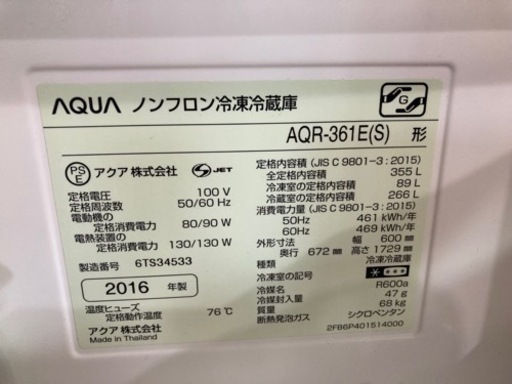 AQUA ノンフロン冷凍冷蔵庫
AQR-361E(S) 形
G
PS
E
アクア 株式会社
S JET
定格電圧 100 V
定格周波数 50/60 Hz
電動機の
定格消費電力 80/90 W
電熱装置の
定格消費電力 130/130 W
製造番号 6TS34533
2016 年製
温度ヒューズ
定格動作温度 76℃
アクア 株式会社
Made in Thailand
定格内容積 (JIS C 9801-3 : 2015)
全定格内容積 355 L
冷凍室の定格内容積 89 L
冷蔵室の定格内容積 266 L
消費電力量 (JIS C 9801-3 : 2015)
50Hz 461 kWh/年
60Hz 469 kWh/年
外形寸法 幅 600 mm
奥行 672 mm 高さ 1729 mm
種類 冷凍冷蔵庫
冷凍室の記号
冷媒名 R600a
冷媒封入量 47 g
質量 68 kg
断熱発泡ガス シクロペンタン
2FB6P401514000